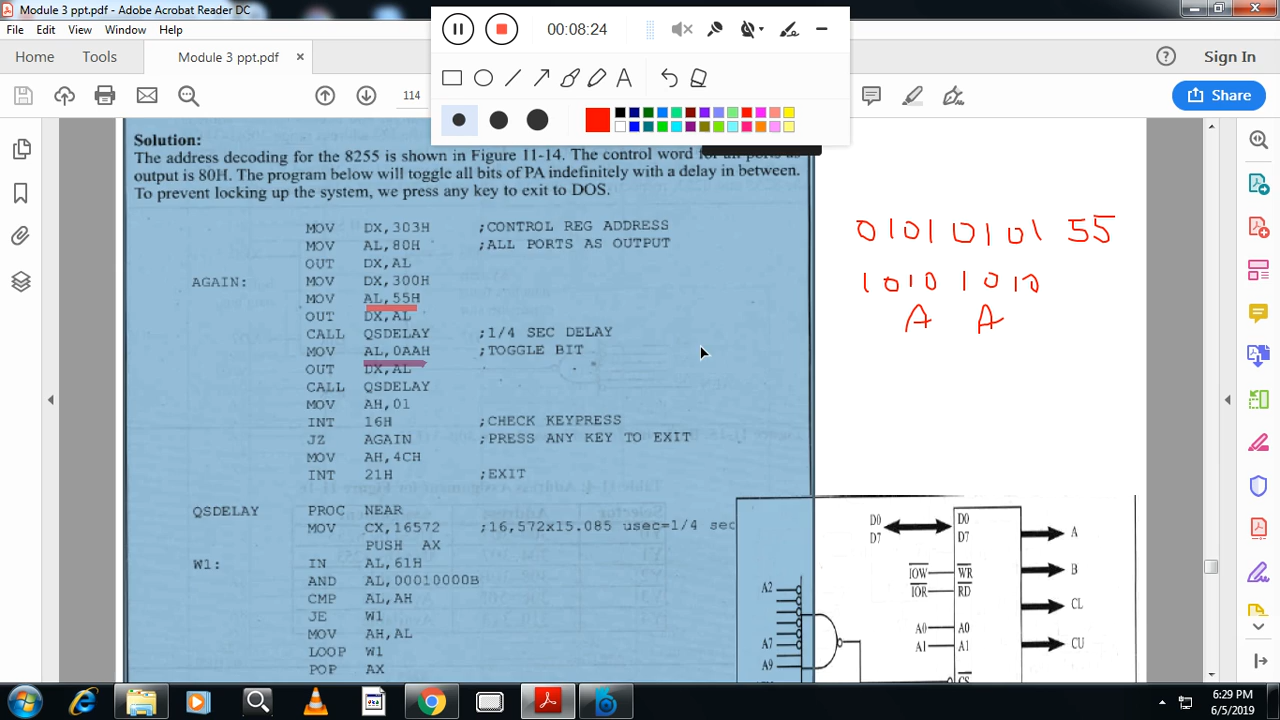 Module 3 ppt.pdf - Adobe Acrobat Reader DC
File Edit View Window Help
00:08:24
Home Tools Module 3 ppt.pdf × Sign In
A
114
Share
Solution:
The address decoding for the 8255 is shown in Figure 11-14. The control word for all ports as
output is 80H. The program below will toggle all bits of PA indefinitely with a delay in between.
To prevent locking up the system, we press any key to exit to DOS.
MOV DX,303H ;CONTROL REG ADDRESS
MOV AL,80H ;ALL PORTS AS OUTPUT
OUT DX,AL
AGAIN: MOV DX,300H
MOV AL,55H
OUT DX,AL
CALL QSDELAY ;1/4 SEC DELAY
MOV AL,0AAH ;TOGGLE BIT
OUT DX,AL
CALL QSDELAY
MOV AH,01
INT 16H ;CHECK KEYPRESS
JZ AGAIN ;PRESS ANY KEY TO EXIT
MOV AH,4CH
INT 21H ;EXIT
QSDELAY PROC NEAR
MOV CX,16572 ;16,572x15.085 usec=1/4 sec
PUSH AX
W1: IN AL,61H
AND AL,00010000B
CMP AL,AH
JE W1
MOV AH,AL
LOOP W1
POP AX
0101 0101 55
1010 1010
A A
D0 D0 A
D7 D7
IOW WR B
IOR RD
A2 CL
A0 A0
A7 A1 A1 CU
A9
CS
6:29 PM
6/5/2019